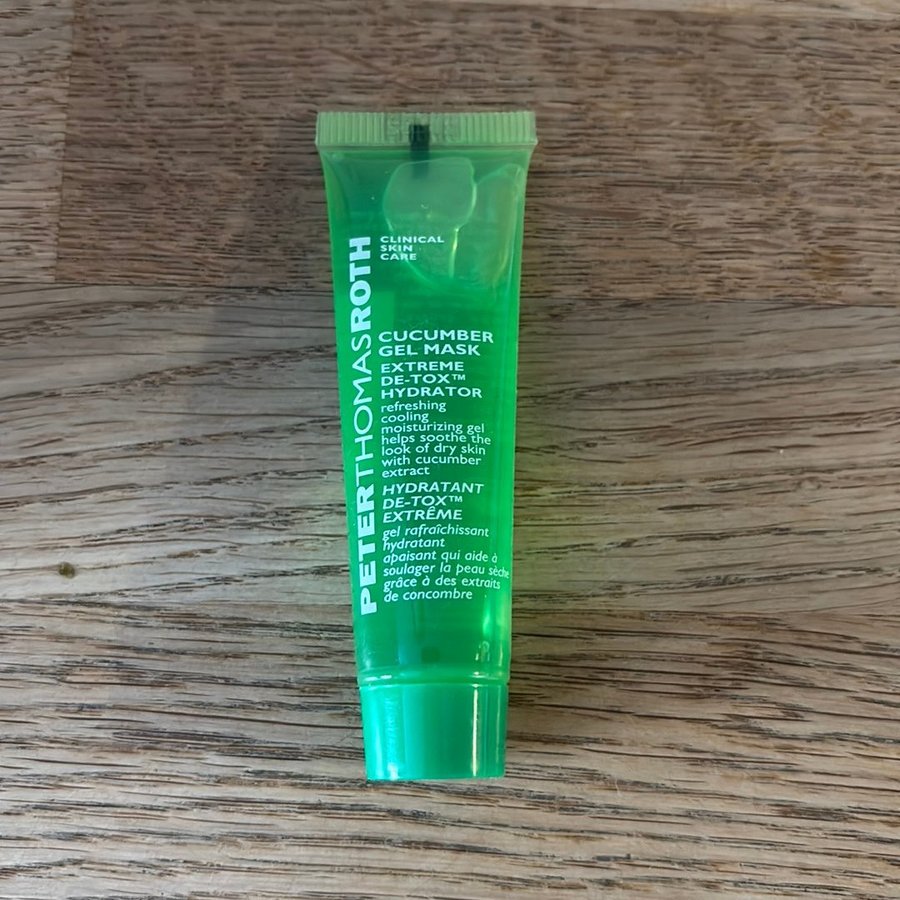 PETERTHOMASROTH
CLINICAL
SKIN
CARE
CUCUMBER
GEL MASK
EXTREME
DE-TOX™
HYDRATOR
refreshing
cooling
moisturizing gel
helps soothe the
look of dry skin
with cucumber
extract
HYDRATANT
DE-TOX™
EXTRÊME
gel rafraîchissant
hydratant
apaisant qui aide à
soulager la peau sèche
grâce à des extraits
de concombre